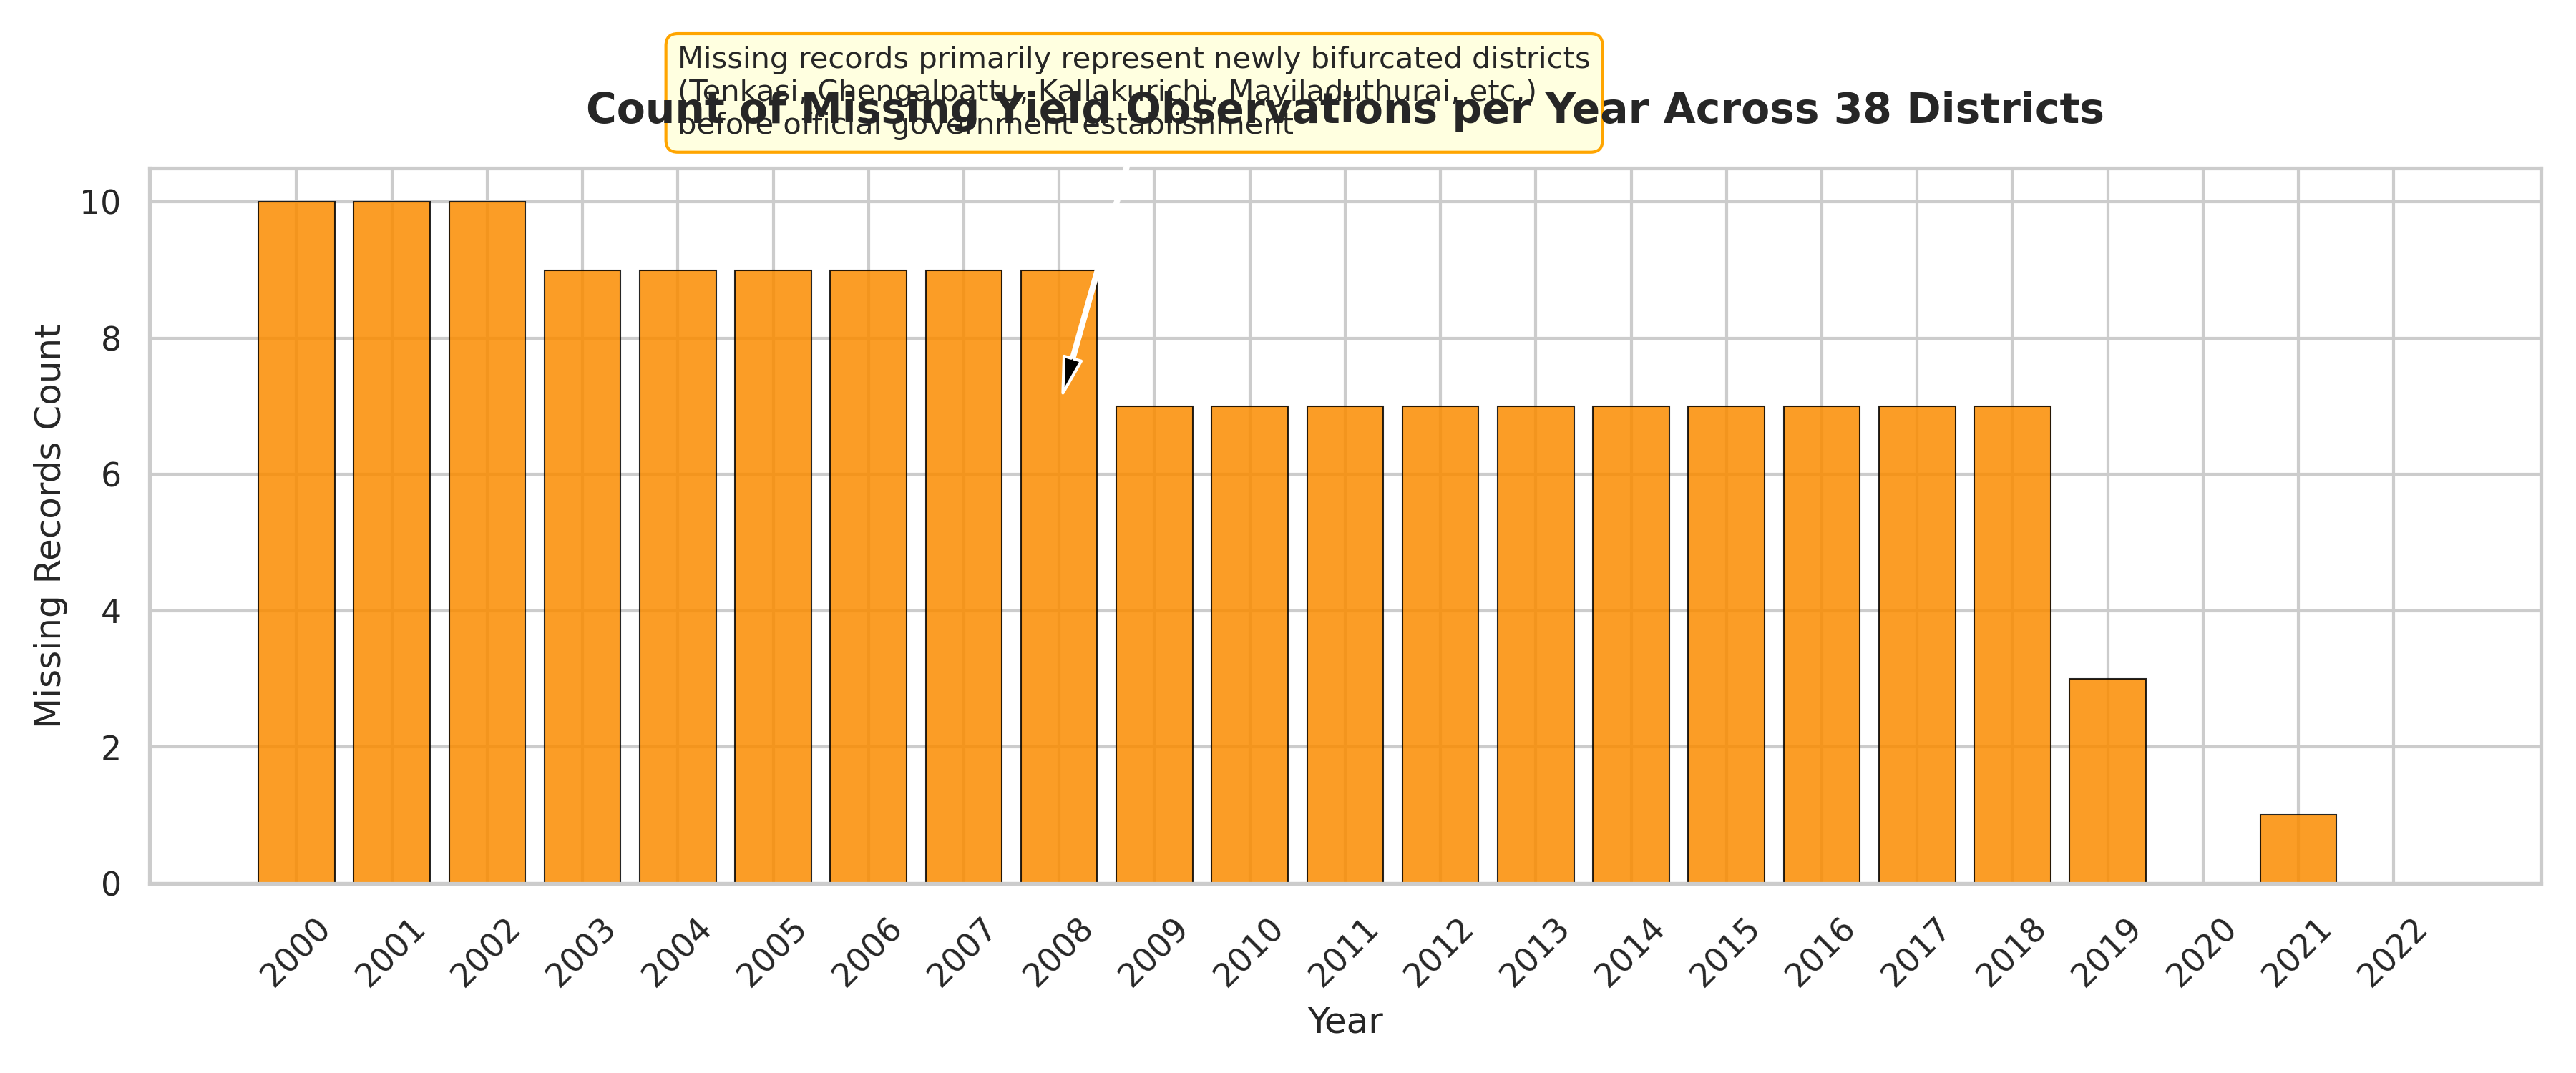 Missing records primarily represent newly bifurcated districts
(Tenkasi, Chengalpattu, Kallakurichi, Mayiladuthurai, etc.)
before official government establishment
Count of Missing Yield Observations per Year Across 38 Districts
Missing Records Count
10
8
6
4
2
0
2000 2001 2002 2003 2004 2005 2006 2007 2008 2009 2010 2011 2012 2013 2014 2015 2016 2017 2018 2019 2020 2021 2022
Year